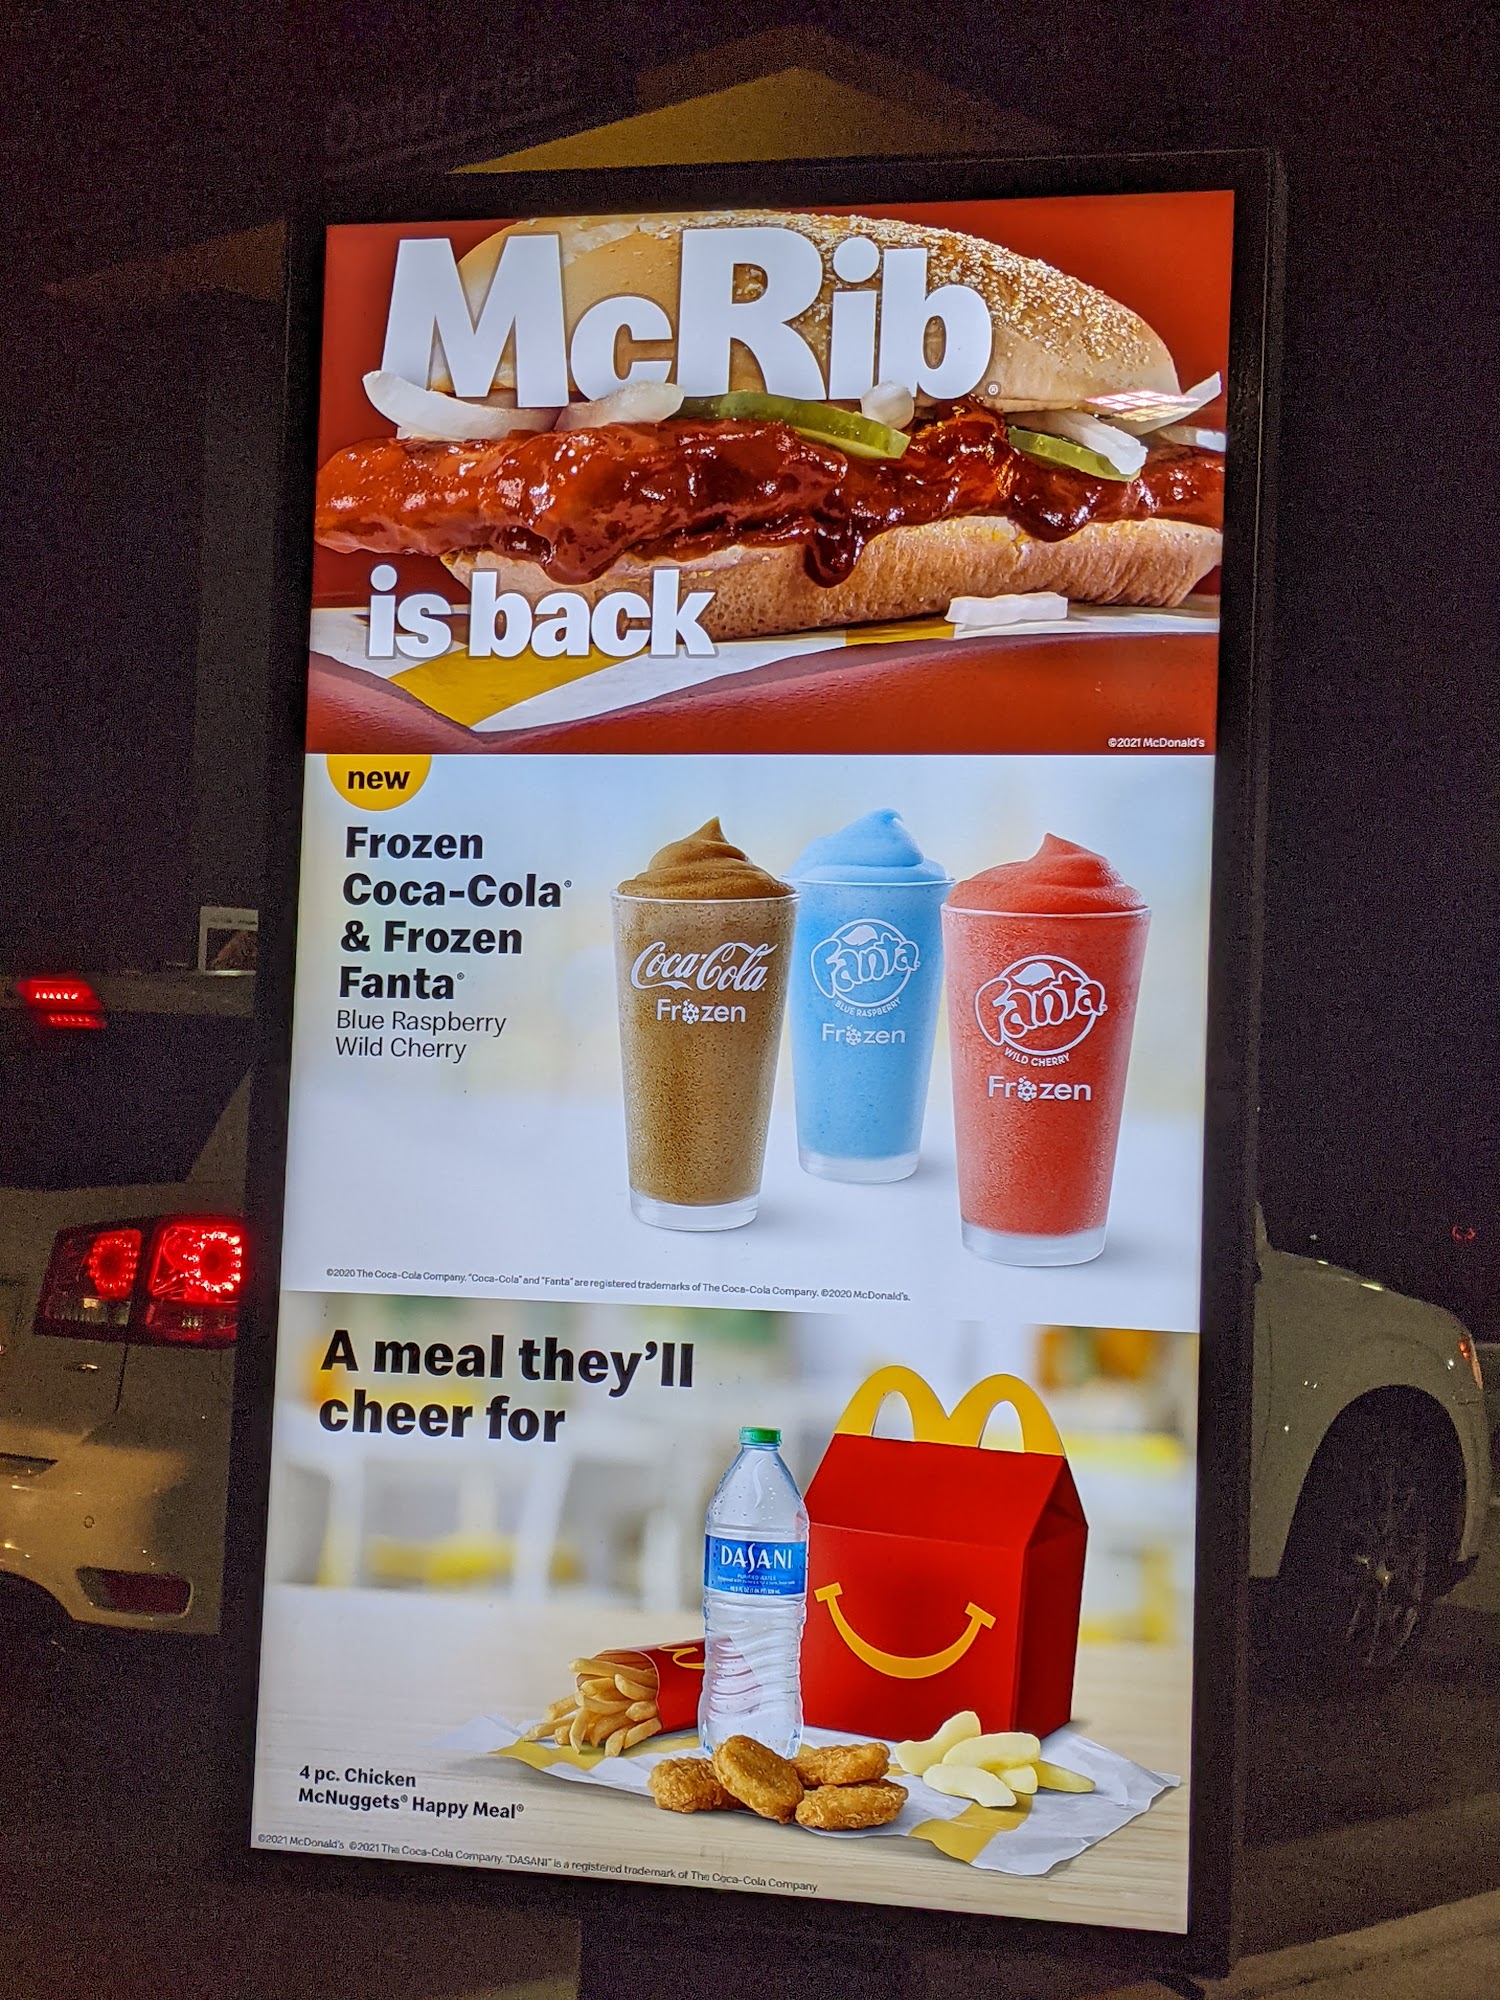 McRib®
is back
©2021 McDonald's
new
Frozen
Coca-Cola®
& Frozen
Fanta®
Blue Raspberry
Wild Cherry
Coca-Cola
Frozen
Fanta
BLUE RASPBERRY
Frozen
Fanta
WILD CHERRY
Frozen
©2020 The Coca-Cola Company. "Coca-Cola" and "Fanta" are registered trademarks of The Coca-Cola Company. ©2020 McDonald's.
A meal they'll
cheer for
DASANI
PURIFIED WATER
4 pc. Chicken
McNuggets® Happy Meal®
©2021 McDonald's ©2021 The Coca-Cola Company. "DASANI" is a registered trademark of The Coca-Cola Company.